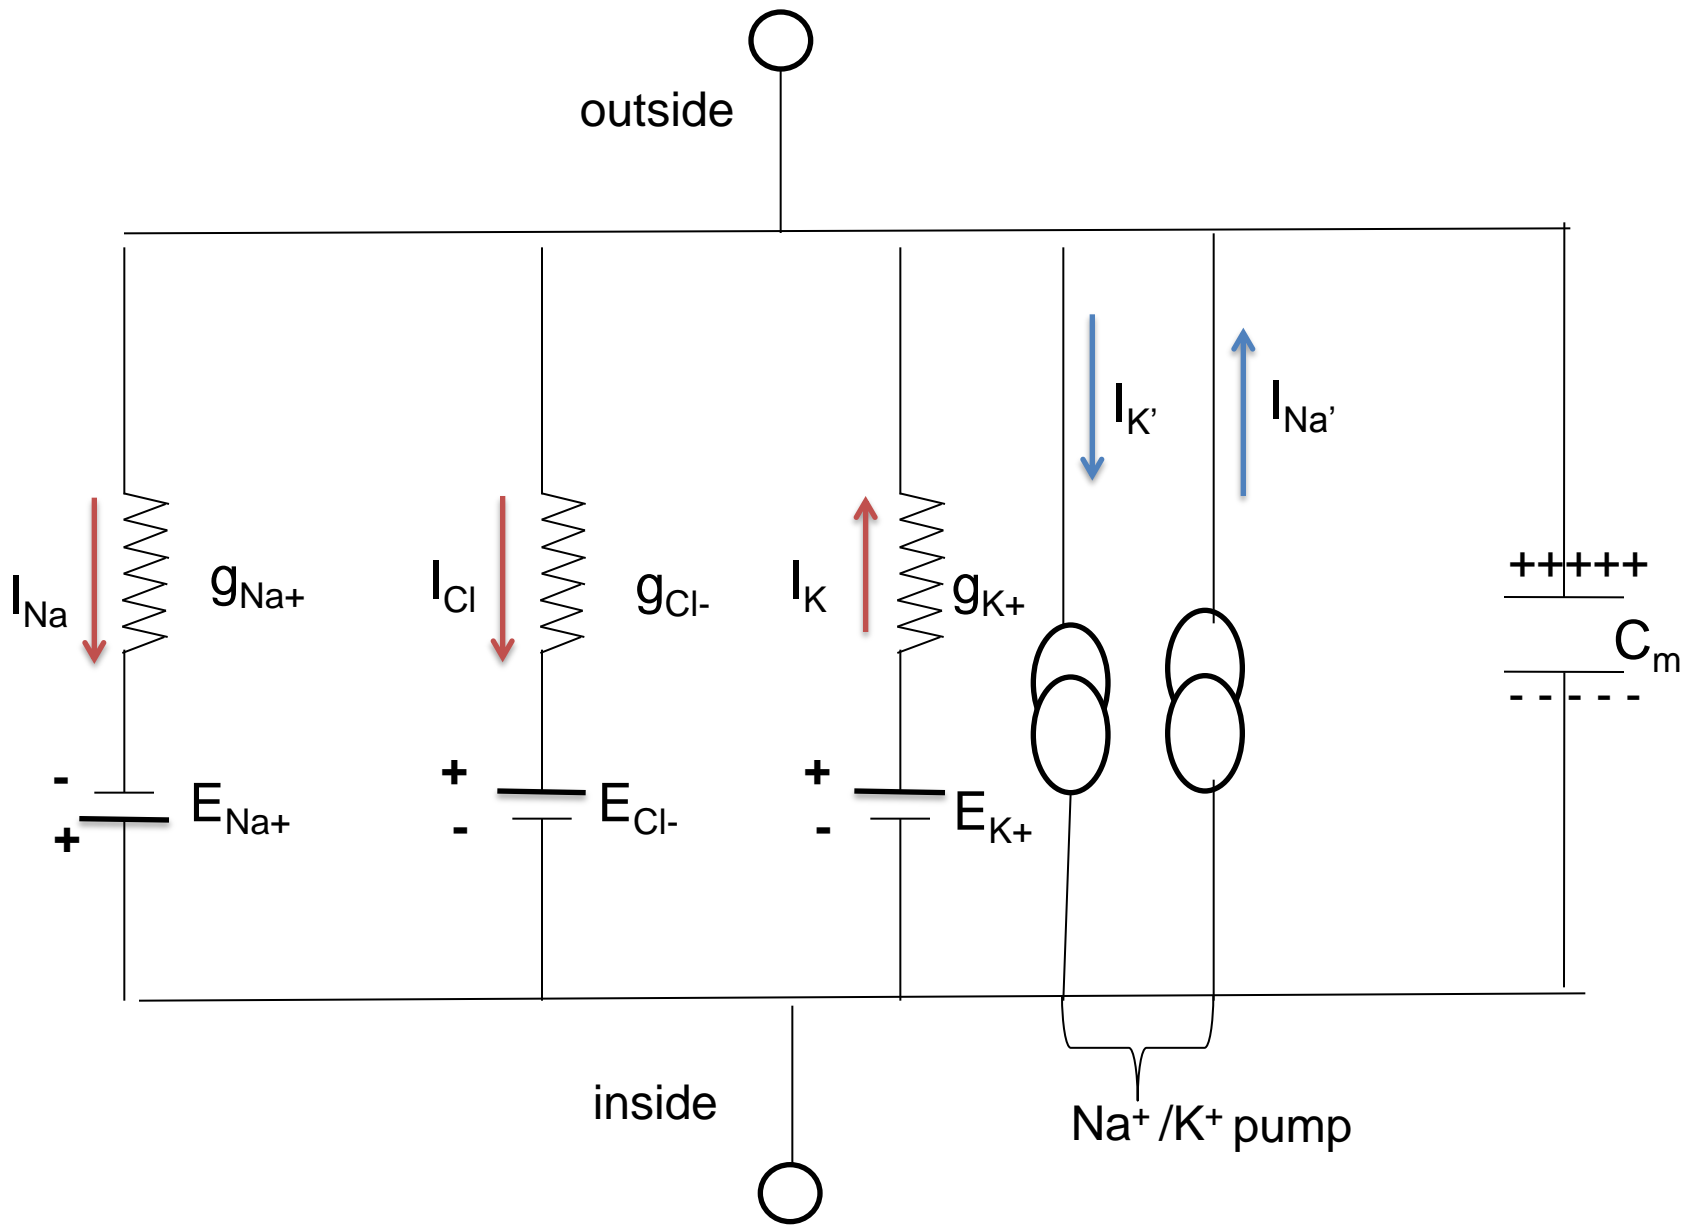 outside
I_K'
I_Na'
I_Na
g_Na+
I_Cl
g_Cl-
I_K
g_K+
+++++
C_m
- - - - -
-
+
E_Na+
+
-
E_Cl-
+
-
E_K+
inside
Na⁺ /K⁺ pump